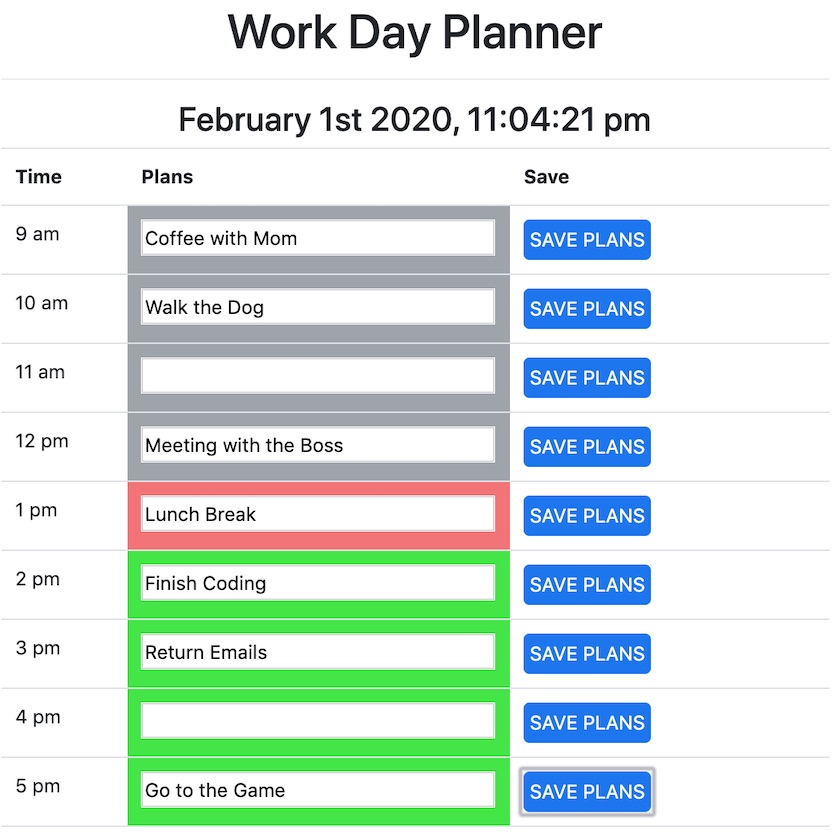 Work Day Planner
February 1st 2020, 11:04:21 pm
Time Plans Save
9 am Coffee with Mom SAVE PLANS
10 am Walk the Dog SAVE PLANS
11 am SAVE PLANS
12 pm Meeting with the Boss SAVE PLANS
1 pm Lunch Break SAVE PLANS
2 pm Finish Coding SAVE PLANS
3 pm Return Emails SAVE PLANS
4 pm SAVE PLANS
5 pm Go to the Game SAVE PLANS